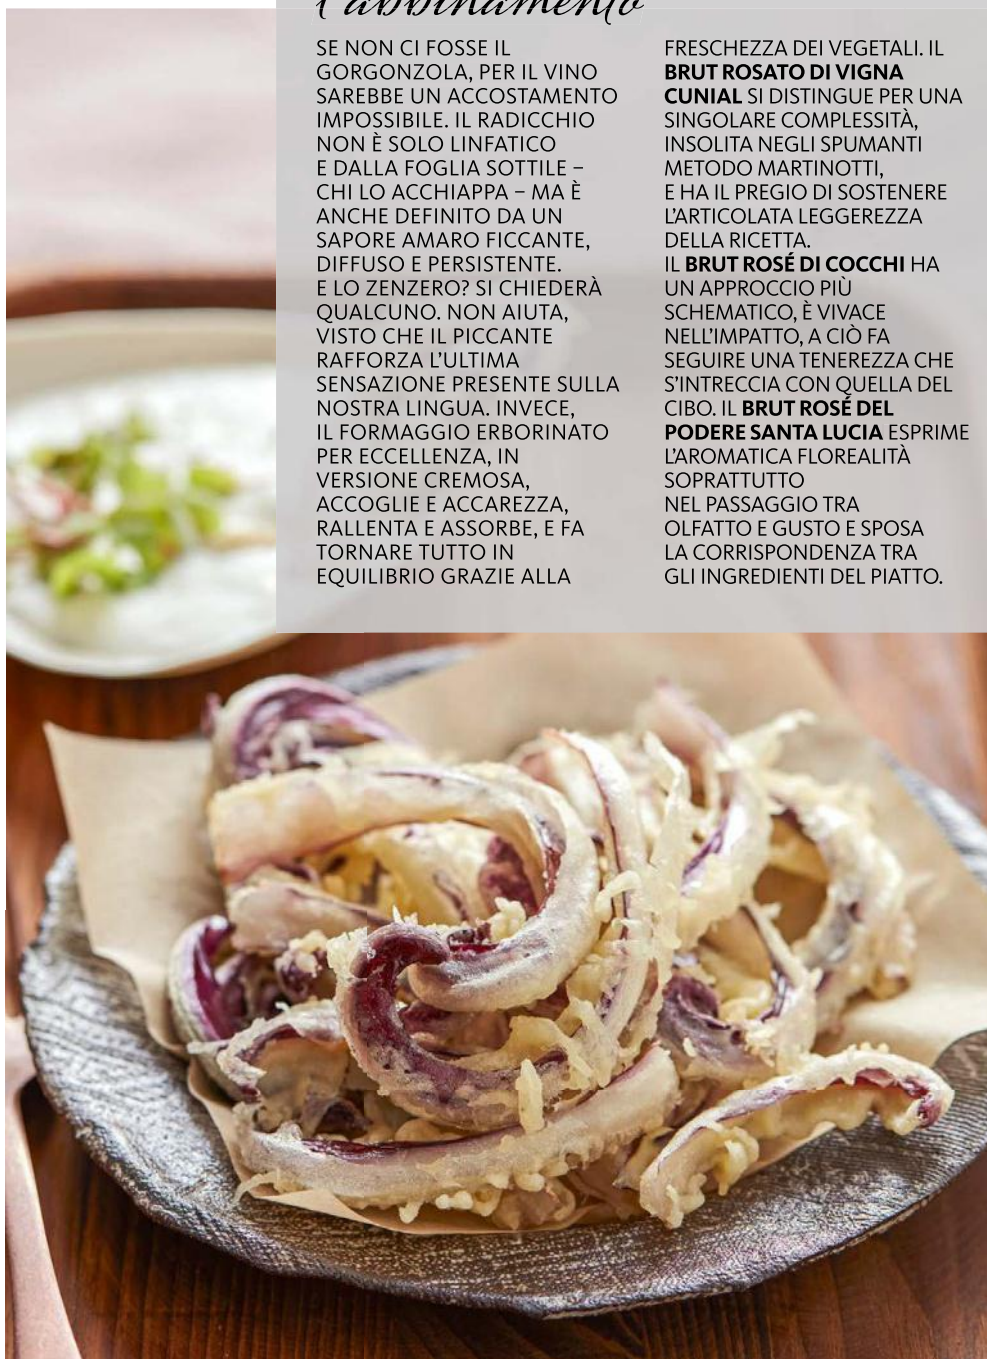 l'abbinamento
SE NON CI FOSSE IL
GORGONZOLA, PER IL VINO
SAREBBE UN ACCOSTAMENTO
IMPOSSIBILE. IL RADICCHIO
NON È SOLO LINFATICO
E DALLA FOGLIA SOTTILE –
CHI LO ACCHIAPPA – MA È
ANCHE DEFINITO DA UN
SAPORE AMARO FICCANTE,
DIFFUSO E PERSISTENTE.
E LO ZENZERO? SI CHIEDERÀ
QUALCUNO. NON AIUTA,
VISTO CHE IL PICCANTE
RAFFORZA L'ULTIMA
SENSAZIONE PRESENTE SULLA
NOSTRA LINGUA. INVECE,
IL FORMAGGIO ERBORINATO
PER ECCELLENZA, IN
VERSIONE CREMOSA,
ACCOGLIE E ACCAREZZA,
RALLENTA E ASSORBE, E FA
TORNARE TUTTO IN
EQUILIBRIO GRAZIE ALLA
FRESCHEZZA DEI VEGETALI. IL
BRUT ROSATO DI VIGNA
CUNIAL SI DISTINGUE PER UNA
SINGOLARE COMPLESSITÀ,
INSOLITA NEGLI SPUMANTI
METODO MARTINOTTI,
E HA IL PREGIO DI SOSTENERE
L'ARTICOLATA LEGGEREZZA
DELLA RICETTA.
IL BRUT ROSÉ DI COCCHI HA
UN APPROCCIO PIÙ
SCHEMATICO, È VIVACE
NELL'IMPATTO, A CIÒ FA
SEGUIRE UNA TENEREZZA CHE
S'INTRECCIA CON QUELLA DEL
CIBO. IL BRUT ROSÉ DEL
PODERE SANTA LUCIA ESPRIME
L'AROMATICA FLOREALITÀ
SOPRATTUTTO
NEL PASSAGGIO TRA
OLFATTO E GUSTO E SPOSA
LA CORRISPONDENZA TRA
GLI INGREDIENTI DEL PIATTO.